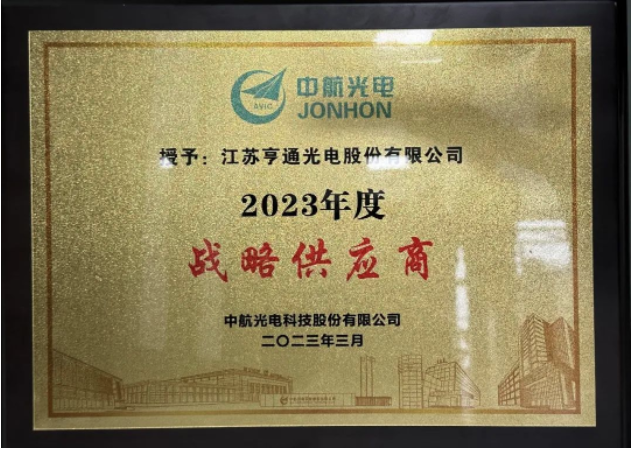 中航光电
JONHON
AVIC
授予：江苏亨通光电股份有限公司
2023年度
战略供应商
中航光电科技股份有限公司
二〇二三年三月